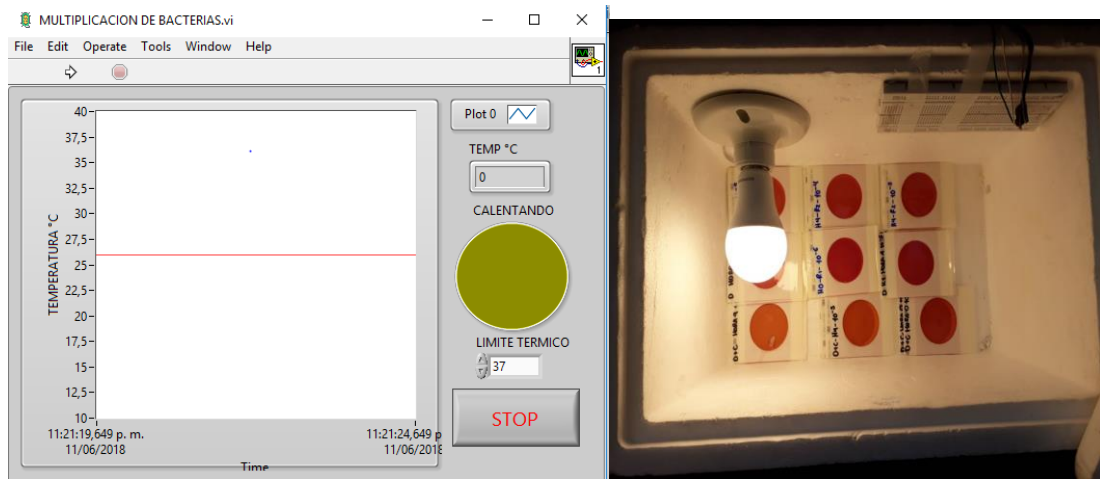 MULTIPLICACION DE BACTERIAS.vi
File Edit Operate Tools Window Help
1
Plot 0
TEMP °C
0
CALENTANDO
LIMITE TERMICO
37
STOP
TEMPERATURA °C
40
37,5
35
32,5
30
27,5
25
22,5
20
17,5
15
12,5
10
11:21:19,649 p. m.
11/06/2018
11:21:24,649 p
11/06/2018
Time